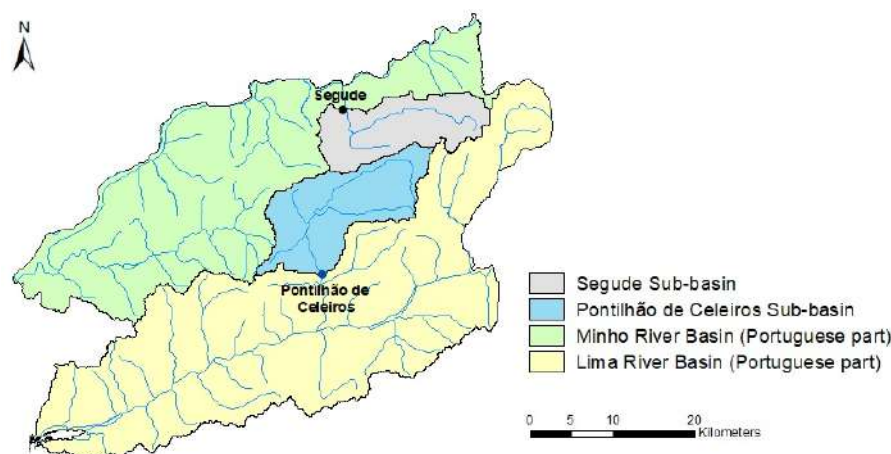 N
Segude
Pontilhão de
Celeiros
Segude Sub-basin
Pontilhão de Celeiros Sub-basin
Minho River Basin (Portuguese part)
Lima River Basin (Portuguese part)
0 5 10 20
Kilometers